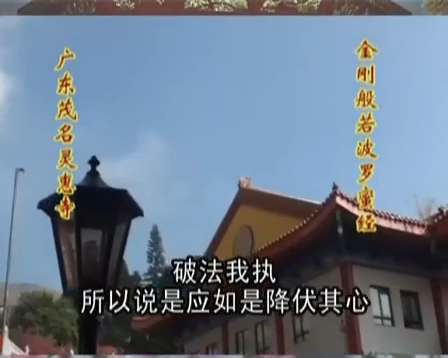 金刚般若波罗蜜经
广东茂名灵惠寺
破法我执
所以说是应如是降伏其心